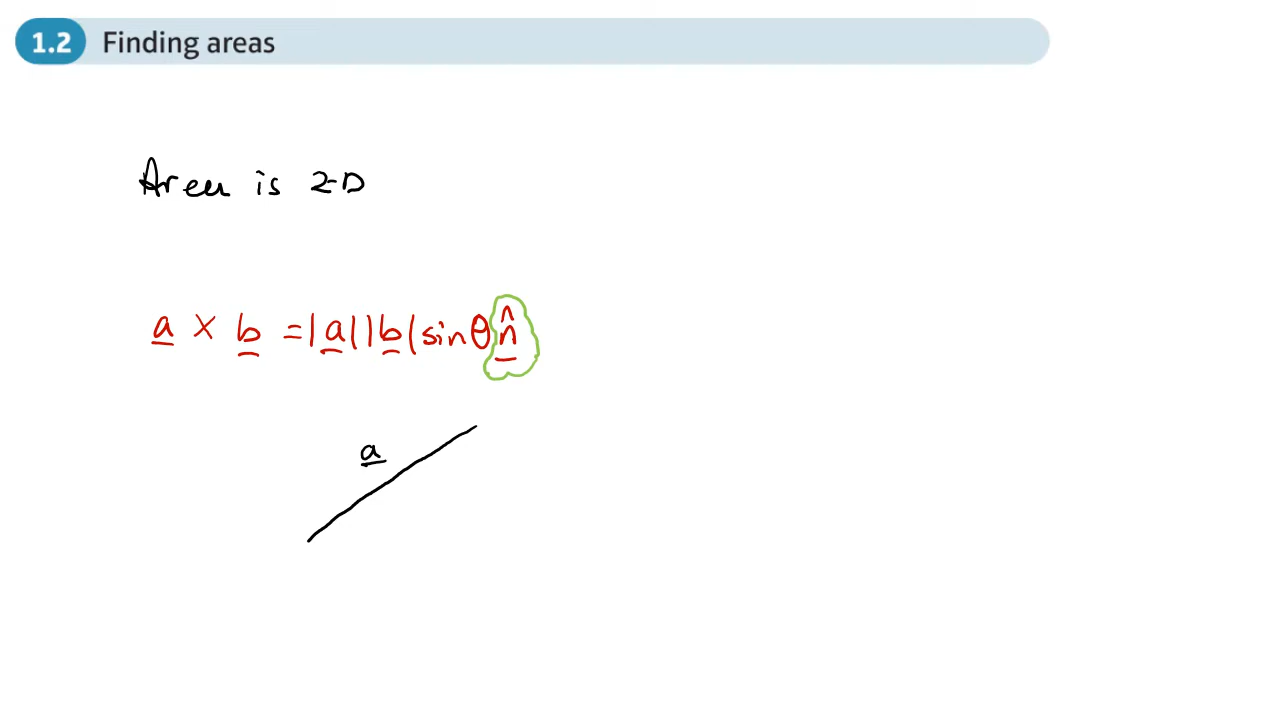 1.2 Finding areas
Area is 2-D
a × b = |a||b|sinθ n̂
a